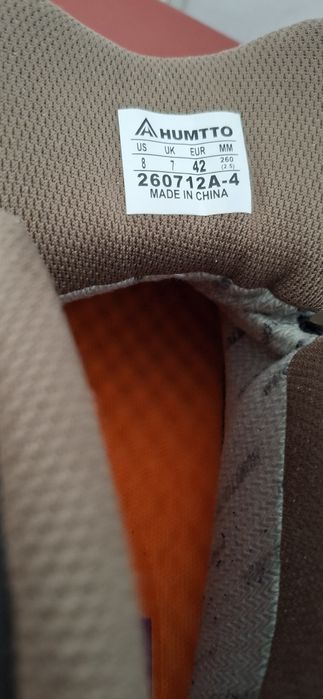 HUMTTO
US UK EUR MM
8 7 42 260
(2.5)
260712A-4
MADE IN CHINA